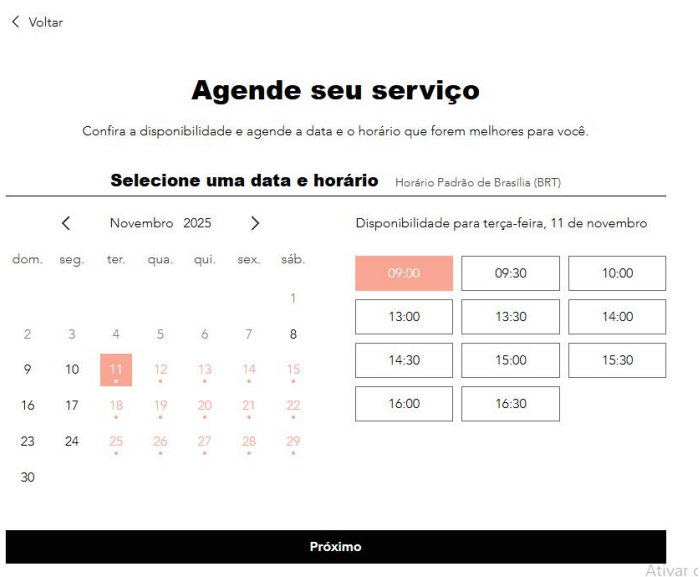 Voltar
Agende seu serviço
Confira a disponibilidade e agende a data e o horário que forem melhores para você.
Selecione uma data e horário Horário Padrão de Brasília (BRT)
Novembro 2025
dom. seg. ter. qua. qui. sex. sáb.
1
2 3 4 5 6 7 8
9 10 11 12 13 14 15
16 17 18 19 20 21 22
23 24 25 26 27 28 29
30
Disponibilidade para terça-feira, 11 de novembro
09:00 09:30 10:00
13:00 13:30 14:00
14:30 15:00 15:30
16:00 16:30
Próximo
Ativar